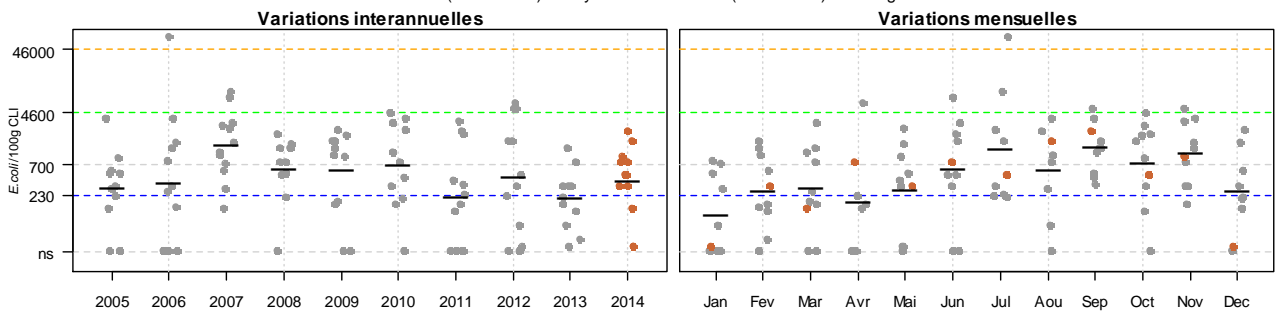 Variations interannuelles
Variations mensuelles
E.coli/100g CLI
46000
4600
700
230
ns
2005 2006 2007 2008 2009 2010 2011 2012 2013 2014
Jan Fev Mar Avr Mai Jun Jul Aou Sep Oct Nov Dec